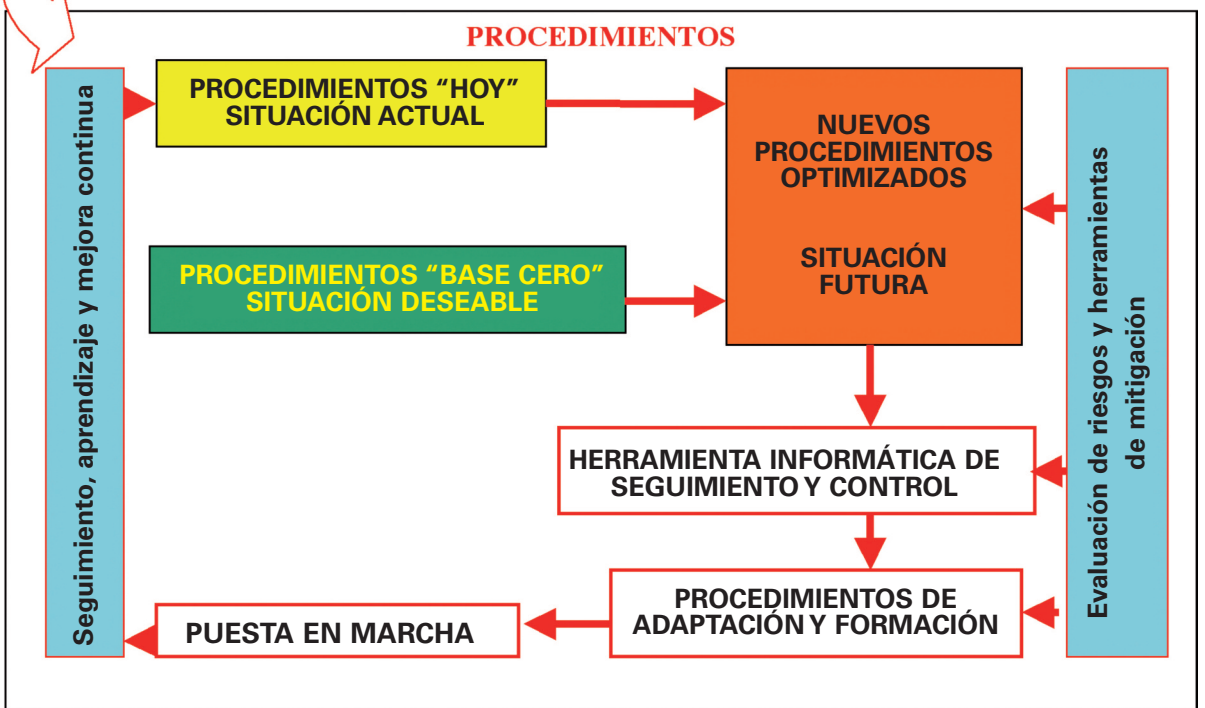 PROCEDIMIENTOS
Seguimiento, aprendizaje y mejora continua
PROCEDIMIENTOS “HOY”
SITUACIÓN ACTUAL
PROCEDIMIENTOS “BASE CERO”
SITUACIÓN DESEABLE
NUEVOS
PROCEDIMIENTOS
OPTIMIZADOS
SITUACIÓN
FUTURA
HERRAMIENTA INFORMÁTICA DE
SEGUIMIENTO Y CONTROL
PROCEDIMIENTOS DE
ADAPTACIÓN Y FORMACIÓN
PUESTA EN MARCHA
Evaluación de riesgos y herramientas
de mitigación